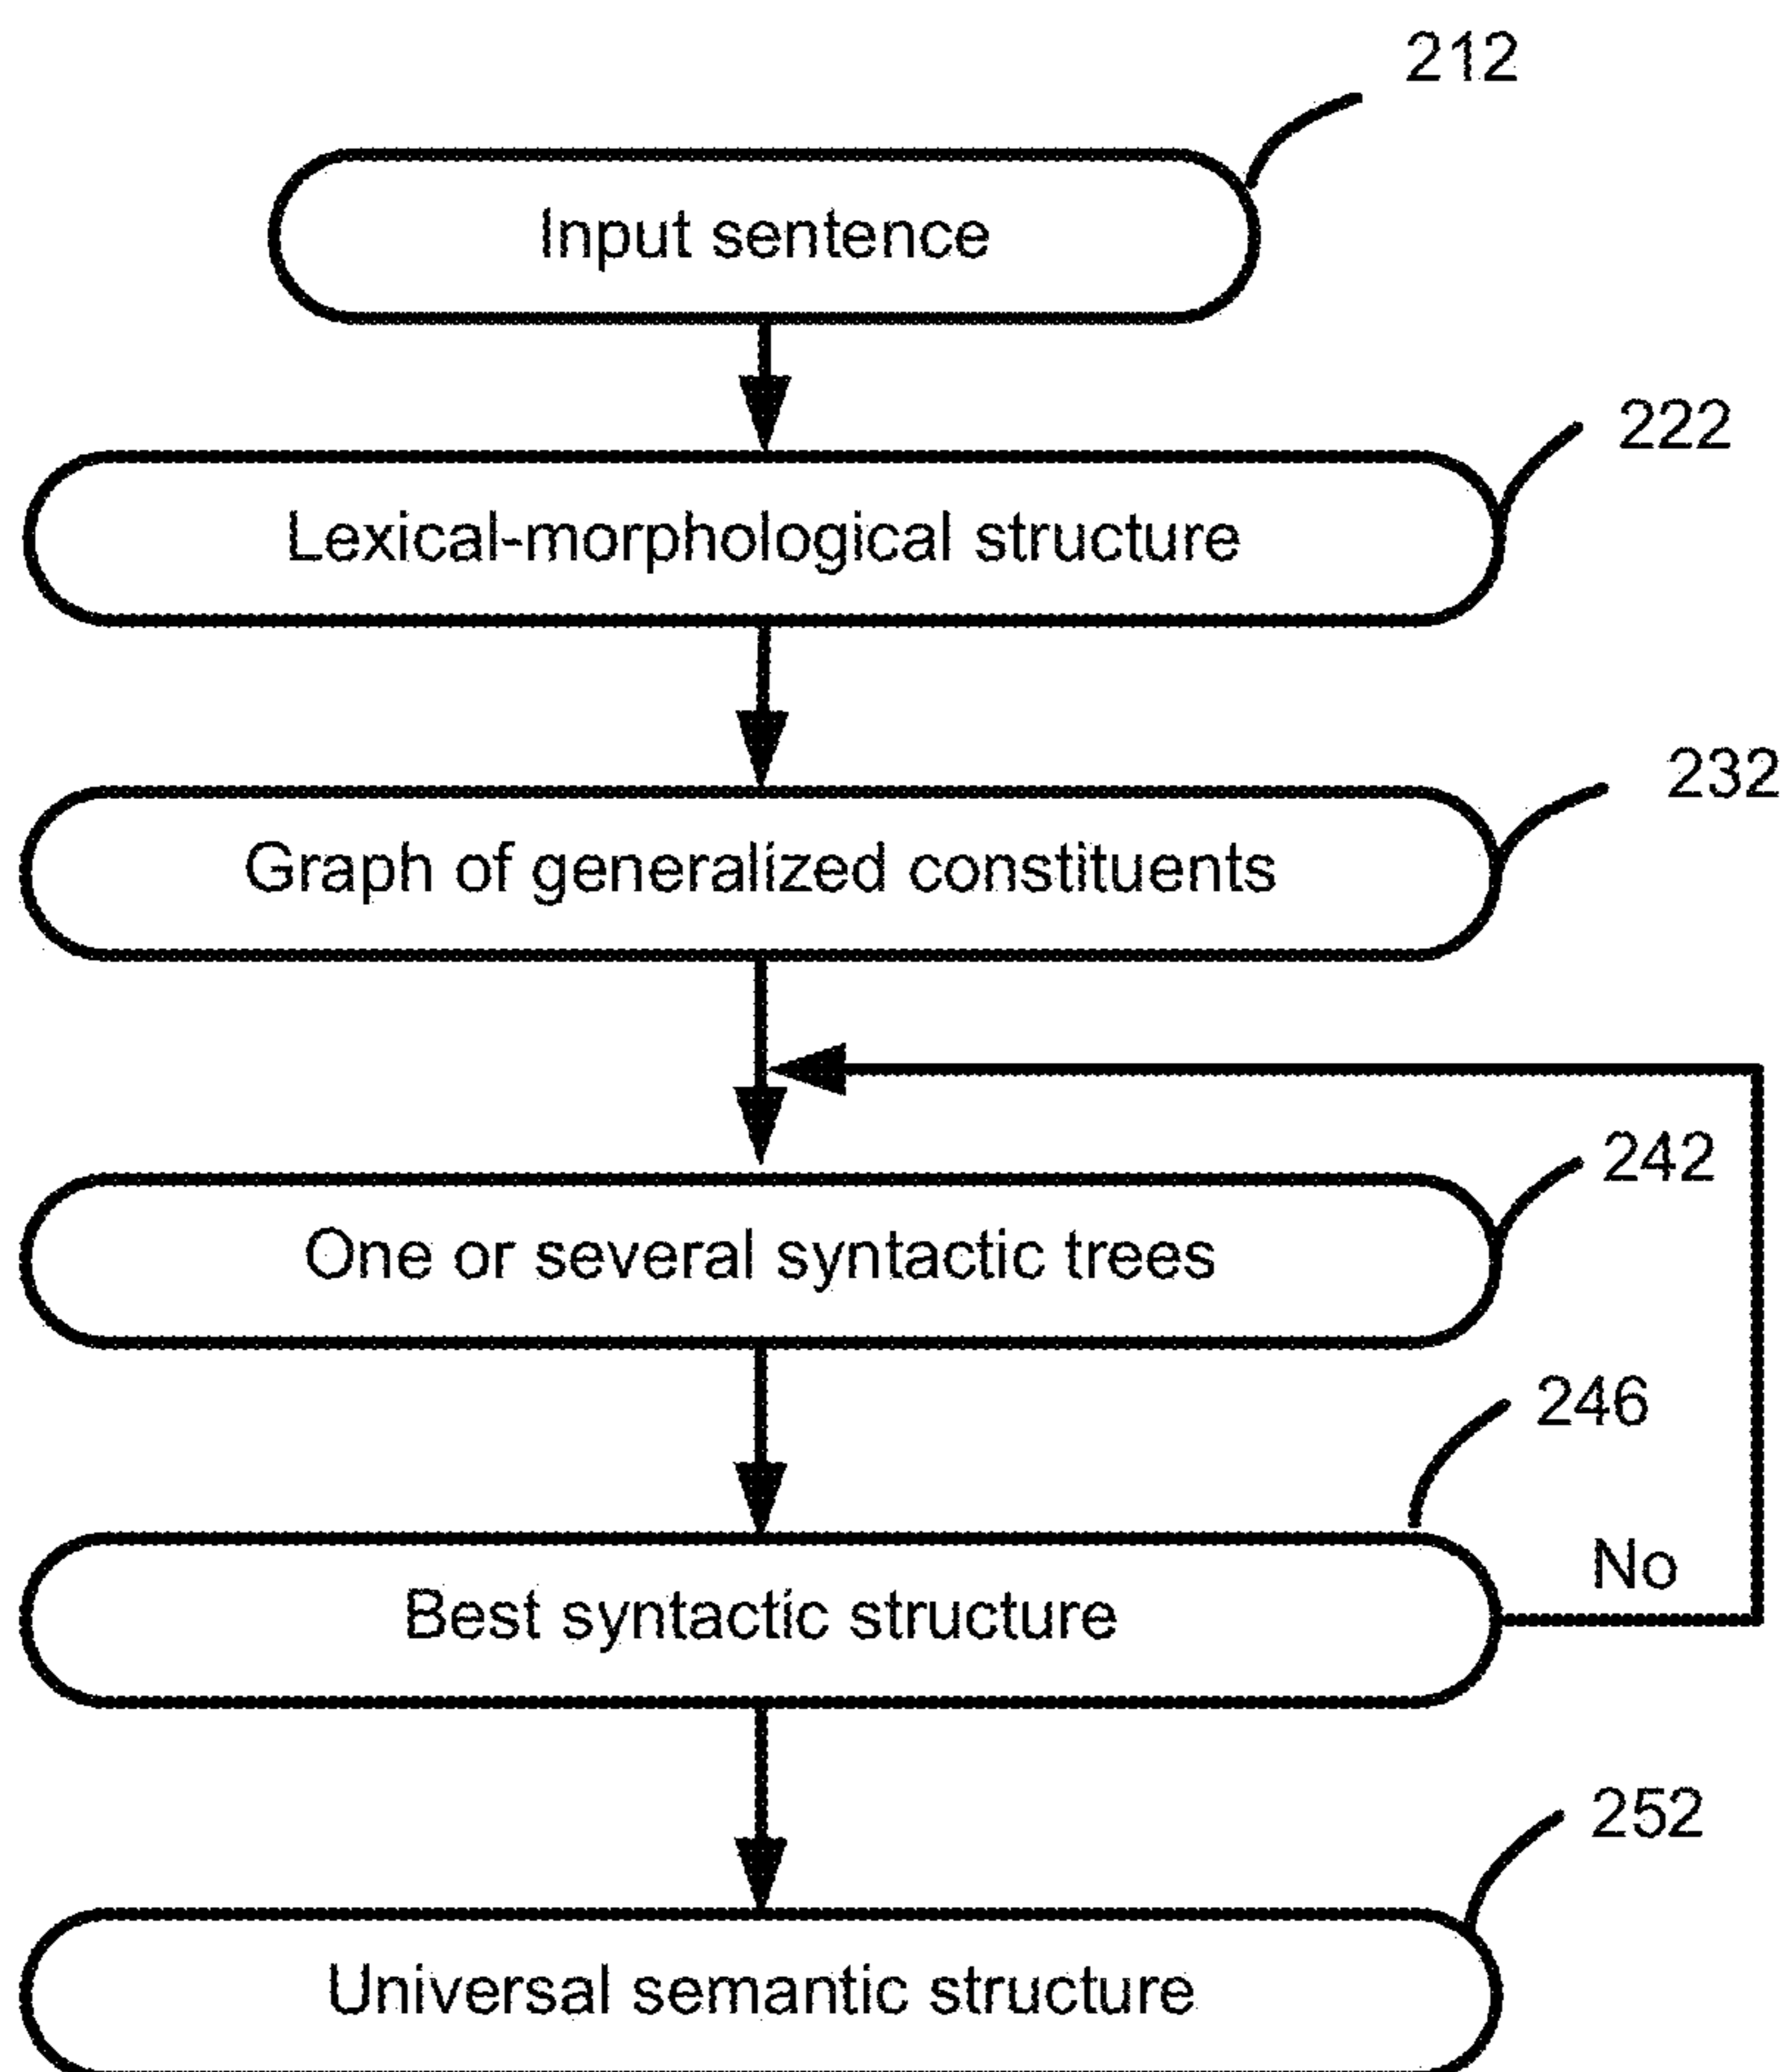 212
Input sentence
222
Lexical-morphological structure
232
Graph of generalized constituents
242
One or several syntactic trees
246
No
Best syntactic structure
252
Universal semantic structure